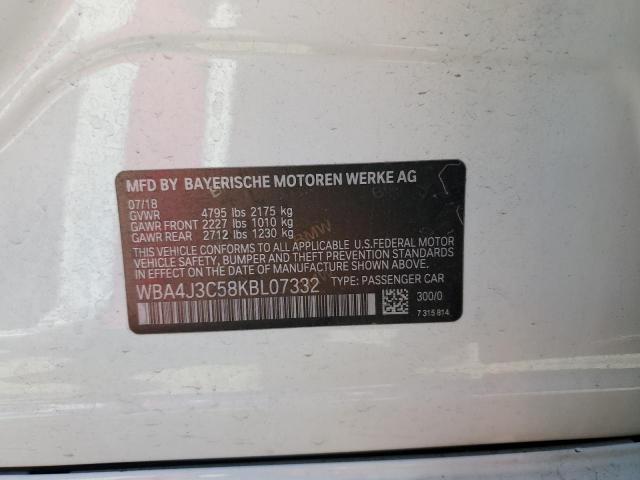 MFD BY BAYERISCHE MOTOREN WERKE AG
07/18
GVWR 4795 lbs 2175 kg
GAWR FRONT 2227 lbs 1010 kg
GAWR REAR 2712 lbs 1230 kg
THIS VEHICLE CONFORMS TO ALL APPLICABLE U.S.FEDERAL MOTOR
VEHICLE SAFETY, BUMPER AND THEFT PREVENTION STANDARDS
IN EFFECT ON THE DATE OF MANUFACTURE SHOWN ABOVE.
WBA4J3C58KBL07332 TYPE: PASSENGER CAR
300/0
7 315 814
BMW